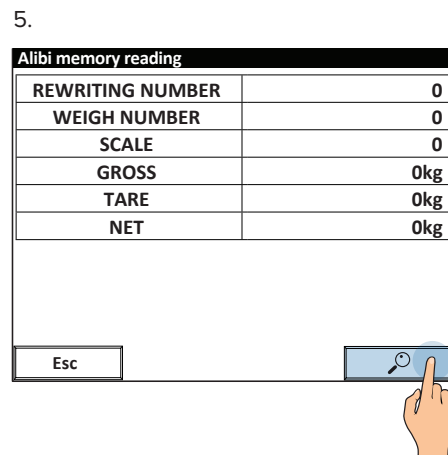 5.
Alibi memory reading
REWRITING NUMBER 0
WEIGH NUMBER 0
SCALE 0
GROSS 0kg
TARE 0kg
NET 0kg
Esc